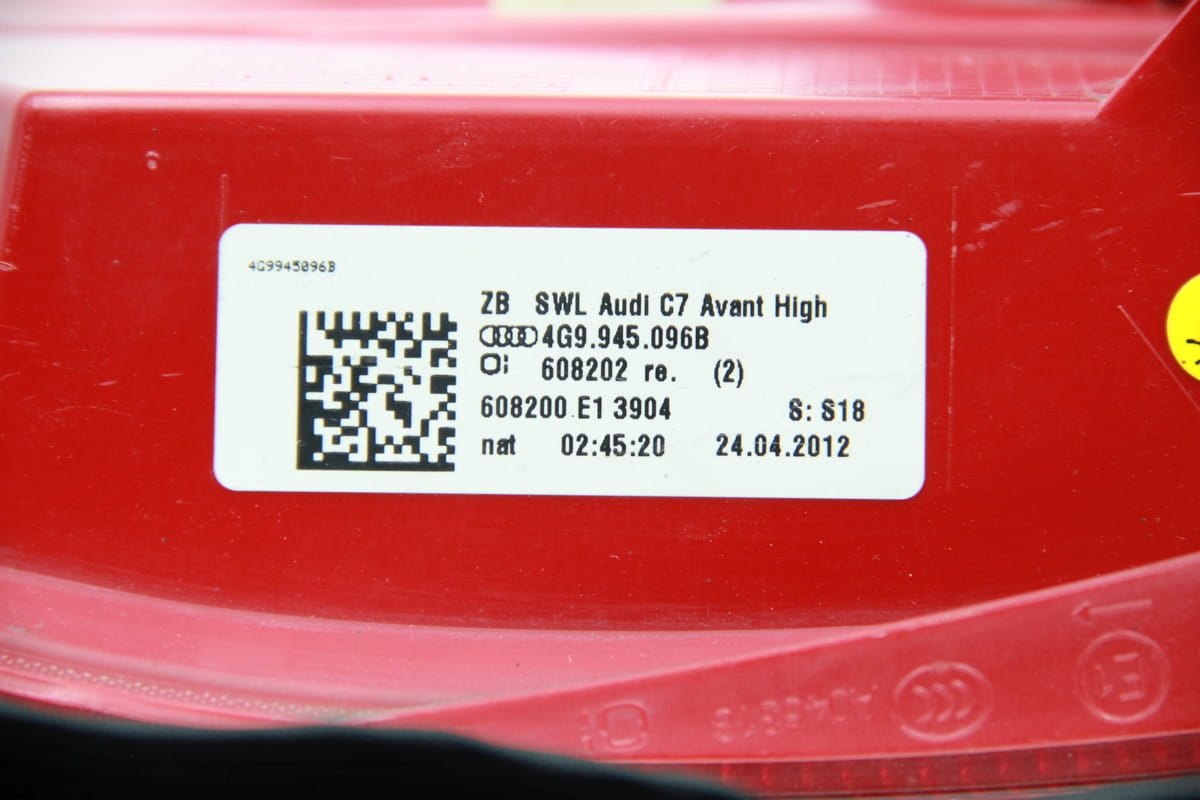 4G9945096B
ZB SWL Audi C7 Avant High
4G9.945.096B
608202 re. (2)
608200 E1 3904 S: S18
nat 02:45:20 24.04.2012
E1